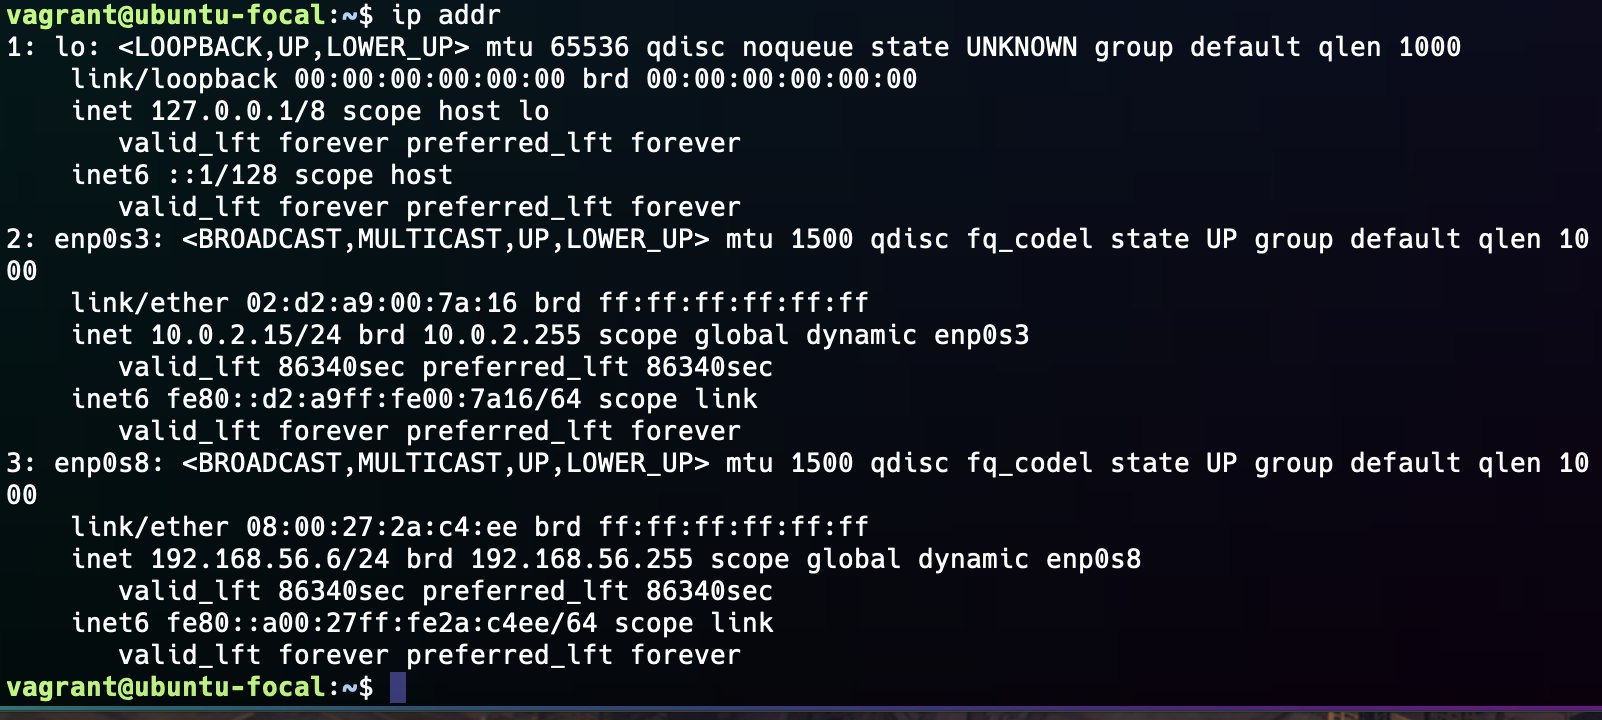 vagrant@ubuntu-focal:~$ ip addr
1: lo: <LOOPBACK,UP,LOWER_UP> mtu 65536 qdisc noqueue state UNKNOWN group default qlen 1000
    link/loopback 00:00:00:00:00:00 brd 00:00:00:00:00:00
    inet 127.0.0.1/8 scope host lo
       valid_lft forever preferred_lft forever
    inet6 ::1/128 scope host
       valid_lft forever preferred_lft forever
2: enp0s3: <BROADCAST,MULTICAST,UP,LOWER_UP> mtu 1500 qdisc fq_codel state UP group default qlen 10
00
    link/ether 02:d2:a9:00:7a:16 brd ff:ff:ff:ff:ff:ff
    inet 10.0.2.15/24 brd 10.0.2.255 scope global dynamic enp0s3
       valid_lft 86340sec preferred_lft 86340sec
    inet6 fe80::d2:a9ff:fe00:7a16/64 scope link
       valid_lft forever preferred_lft forever
3: enp0s8: <BROADCAST,MULTICAST,UP,LOWER_UP> mtu 1500 qdisc fq_codel state UP group default qlen 10
00
    link/ether 08:00:27:2a:c4:ee brd ff:ff:ff:ff:ff:ff
    inet 192.168.56.6/24 brd 192.168.56.255 scope global dynamic enp0s8
       valid_lft 86340sec preferred_lft 86340sec
    inet6 fe80::a00:27ff:fe2a:c4ee/64 scope link
       valid_lft forever preferred_lft forever
vagrant@ubuntu-focal:~$